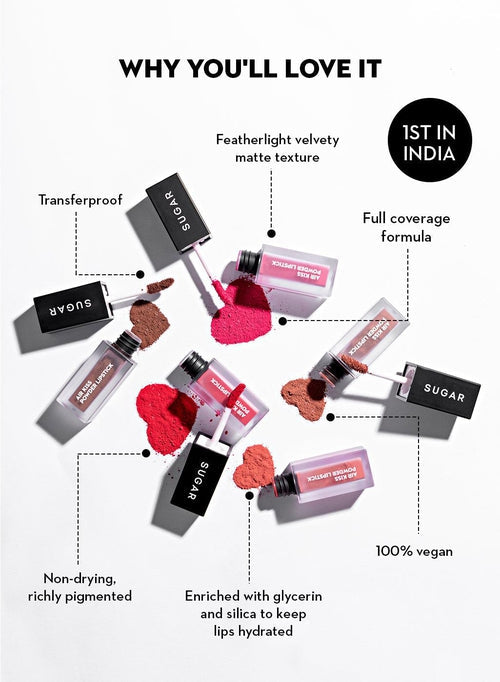 WHY YOU'LL LOVE IT
1ST IN
INDIA
Featherlight velvety
matte texture
Transferproof
Full coverage
formula
SUGAR
AIR KISS
POWDER LIPSTICK
SUGAR
AIR KISS
POWDER LIPSTICK
AIR KISS
POWDER LIPSTICK
SUGAR
AIR KISS
POWD
LIPSTICK
SUGAR
AIR KISS
POWDER LIPSTICK
100% vegan
Non-drying,
richly pigmented
Enriched with glycerin
and silica to keep
lips hydrated